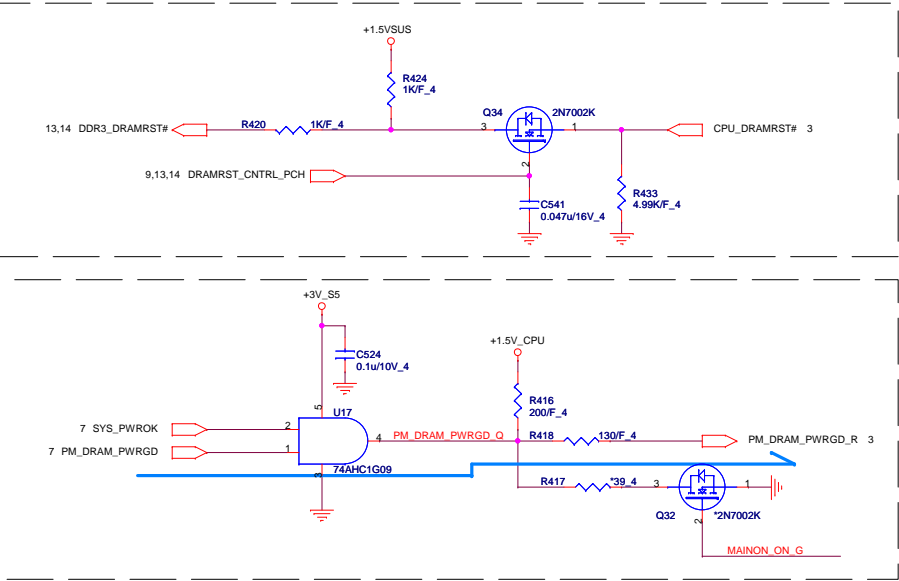 +1.5VSUS
R424
1K/F_4
Q34
2N7002K
13,14 DDR3_DRAMRST#
R420
1K/F_4
3
1
CPU_DRAMRST# 3
2
9,13,14 DRAMRST_CNTRL_PCH
R433
4.99K/F_4
C541
0.047u/16V_4
+3V_S5
+1.5V_CPU
C524
0.1u/10V_4
R416
200/F_4
5
U17
7 SYS_PWROK
2
4
PM_DRAM_PWRGD_Q
R418
130/F_4
PM_DRAM_PWRGD_R 3
7 PM_DRAM_PWRGD
1
74AHC1G09
3
R417
*39_4
3
1
Q32
*2N7002K
2
MAINON_ON_G